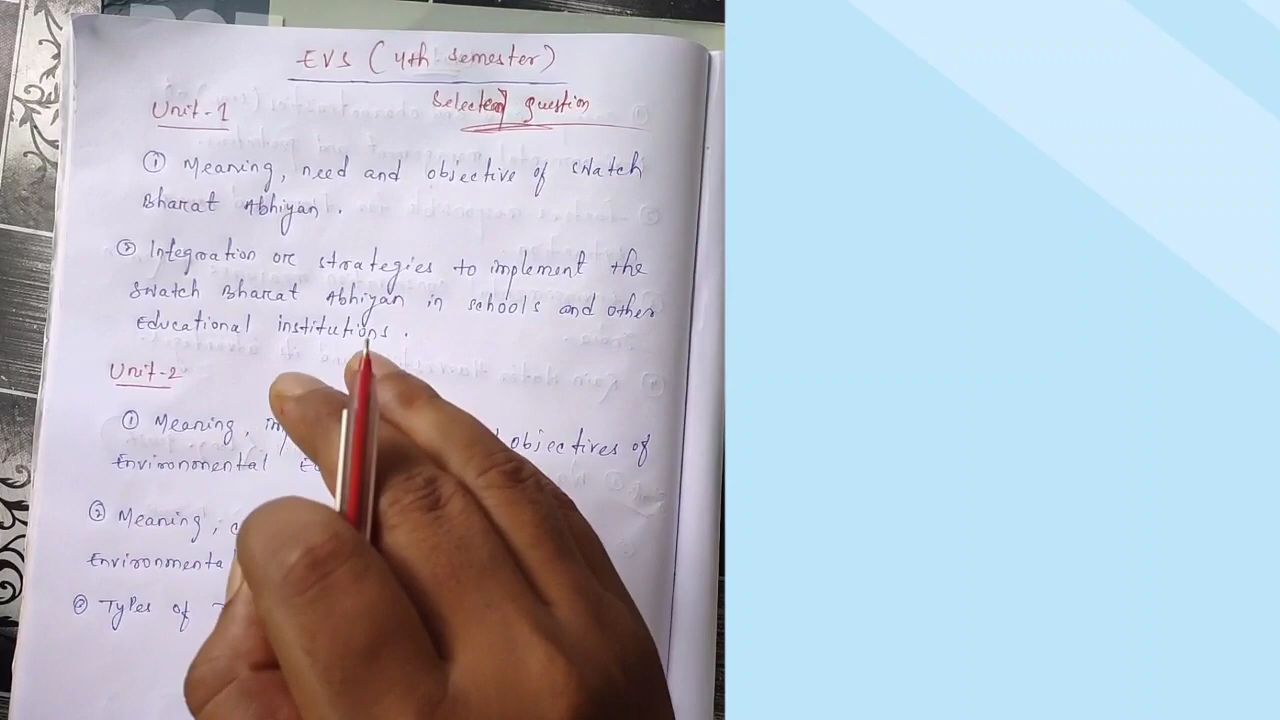 EVS (4th semester)
Selected question
Unit-1
① Meaning, need and objective of Swatch
Bharat Abhiyan.
② Integration or strategies to implement the
Swatch Bharat Abhiyan in schools and other
Educational institutions.
Unit-2
① Meaning, objectives of
Environmental
② Meaning,
Environmenta
Types of